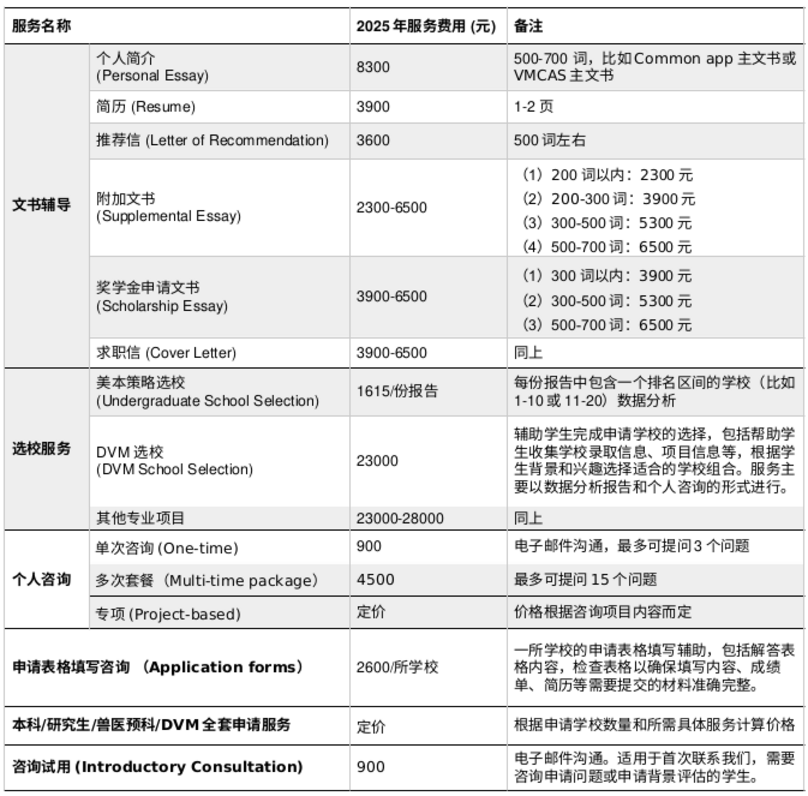 服务名称 2025年服务费用 (元) 备注
文书辅导
个人简介
(Personal Essay)
8300
500-700 词，比如Common app 主文书或
VMCAS 主文书
简历 (Resume) 3900 1-2 页
推荐信 (Letter of Recommendation) 3600 500词左右
附加文书
(Supplemental Essay)
2300-6500
（1）200 词以内：2300 元
（2）200-300词：3900元
（3）300-500 词：5300 元
（4）500-700 词：6500 元
奖学金申请文书
(Scholarship Essay)
3900-6500
（1）300 词以内：3900 元
（2）300-500 词：5300 元
（3）500-700 词：6500 元
求职信 (Cover Letter) 3900-6500 同上
选校服务
美本策略选校
(Undergraduate School Selection)
1615/份报告
每份报告中包含一个排名区间的学校（比如
1-10 或 11-20）数据分析
DVM 选校
(DVM School Selection)
23000
辅助学生完成申请学校的选择，包括帮助学
生收集学校录取信息、项目信息等，根据学
生背景和兴趣选择适合的学校组合。服务主
要以数据分析报告和个人咨询的形式进行。
其他专业项目 23000-28000 同上
个人咨询
单次咨询 (One-time) 900 电子邮件沟通，最多可提问3 个问题
多次套餐（Multi-time package） 4500 最多可提问 15 个问题
专项 (Project-based) 定价 价格根据咨询项目内容而定
申请表格填写咨询 （Application forms） 2600/所学校
一所学校的申请表格填写辅助，包括解答表
格内容，检查表格以确保填写内容、成绩
单、简历等需要提交的材料准确完整。
本科/研究生/兽医预科/DVM 全套申请服务 定价 根据申请学校数量和所需具体服务计算价格
咨询试用 (Introductory Consultation) 900
电子邮件沟通。适用于首次联系我们，需要
咨询申请问题或申请背景评估的学生。